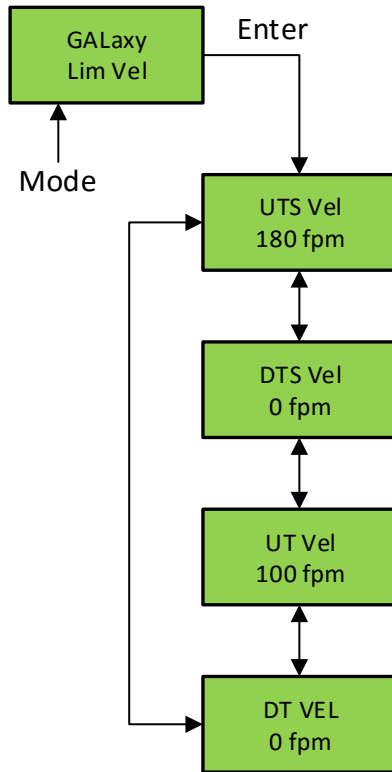 GALaxy
Lim Vel
Enter
Mode
UTS Vel
180 fpm
DTS Vel
0 fpm
UT Vel
100 fpm
DT VEL
0 fpm